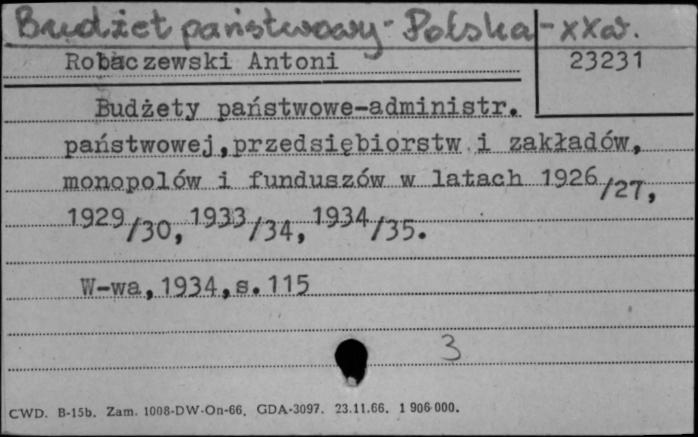 Budżet państwowy - Polska - XX w.
Robaczewski Antoni
23231
Budżety państwowe-administr.
państwowej,przedsiębiorstw i zakładów,
monopolów i funduszów w latach 1926/27,
1929/30, 1933/34, 1934/35.
W-wa,1934,s.115
3
CWD. B-15b. Zam. 1008-DW-On-66. GDA-3097. 23.11.66. 1 906 000.